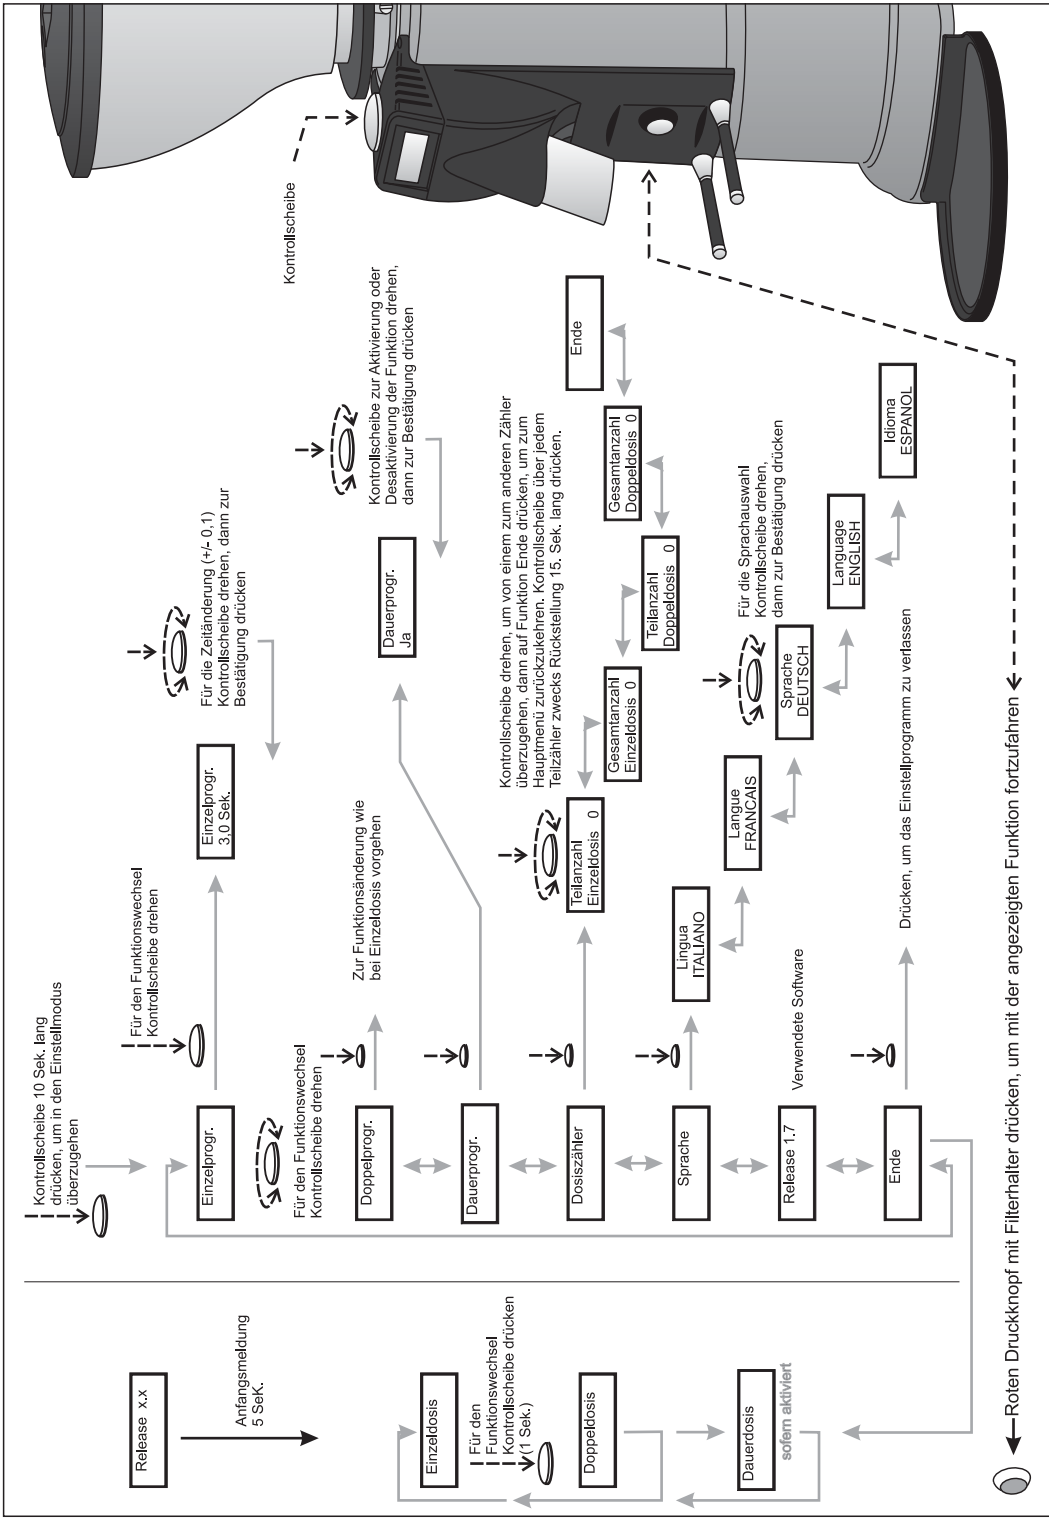 Release x.x
Anfangsmeldung
5 SeK.
Einzeldosis
Für den
Funktionswechsel
Kontrollscheibe drücken
(1 Sek.)
Doppeldosis
Dauerdosis
sofern aktiviert
Kontrollscheibe 10 Sek. lang
drücken, um in den Einstellmodus
überzugehen
Einzelprogr.
Für den Funktionswechsel
Kontrollscheibe drehen
Einzelprogr.
3,0 Sek.
Für die Zeitänderung (+/- 0,1)
Kontrollscheibe drehen, dann zur
Bestätigung drücken
Kontrollscheibe
Für den Funktionswechsel
Kontrollscheibe drehen
Doppelprogr.
Zur Funktionsänderung wie
bei Einzeldosis vorgehen
Dauerprogr.
Dauerprogr.
Ja
Kontrollscheibe zur Aktivierung oder
Desaktivierung der Funktion drehen,
dann zur Bestätigung drücken
Dosiszähler
Teilanzahl
Einzeldosis 0
Gesamtanzahl
Einzeldosis 0
Teilanzahl
Doppeldosis 0
Gesamtanzahl
Doppeldosis 0
Ende
Kontrollscheibe drehen, um von einem zum anderen Zähler
überzugehen, dann auf Funktion Ende drücken, um zum
Hauptmenü zurückzukehren. Kontrollscheibe über jedem
Teilzähler zwecks Rückstellung 15. Sek. lang drücken.
Sprache
Lingua
ITALIANO
Langue
FRANCAIS
Sprache
DEUTSCH
Language
ENGLISH
Idioma
ESPANOL
Für die Sprachauswahl
Kontrollscheibe drehen,
dann zur Bestätigung drücken
Release 1.7
Verwendete Software
Ende
Drücken, um das Einstellprogramm zu verlassen
Roten Druckknopf mit Filterhalter drücken, um mit der angezeigten Funktion fortzufahren